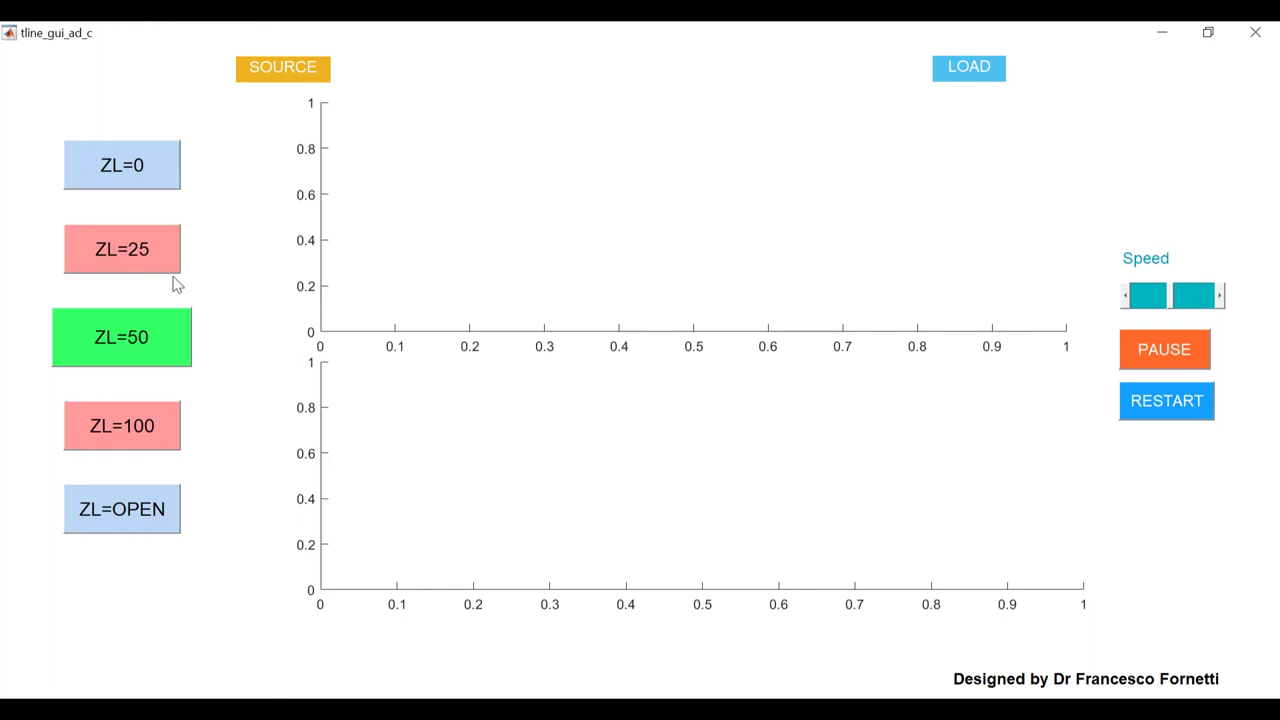 tline_gui_ad_c
SOURCE
LOAD
ZL=0
ZL=25
ZL=50
ZL=100
ZL=OPEN
1
0.8
0.6
0.4
0.2
0
0 0.1 0.2 0.3 0.4 0.5 0.6 0.7 0.8 0.9 1
1
0.8
0.6
0.4
0.2
0
0 0.1 0.2 0.3 0.4 0.5 0.6 0.7 0.8 0.9 1
Speed
PAUSE
RESTART
Designed by Dr Francesco Fornetti